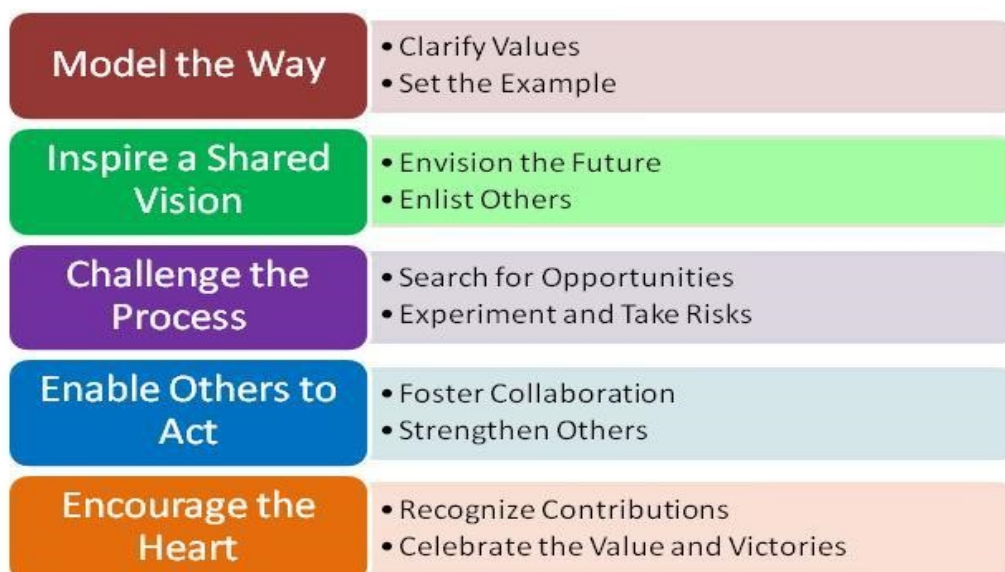 Model the Way
• Clarify Values
• Set the Example
Inspire a Shared
Vision
• Envision the Future
• Enlist Others
Challenge the
Process
• Search for Opportunities
• Experiment and Take Risks
Enable Others to
Act
• Foster Collaboration
• Strengthen Others
Encourage the
Heart
• Recognize Contributions
• Celebrate the Value and Victories